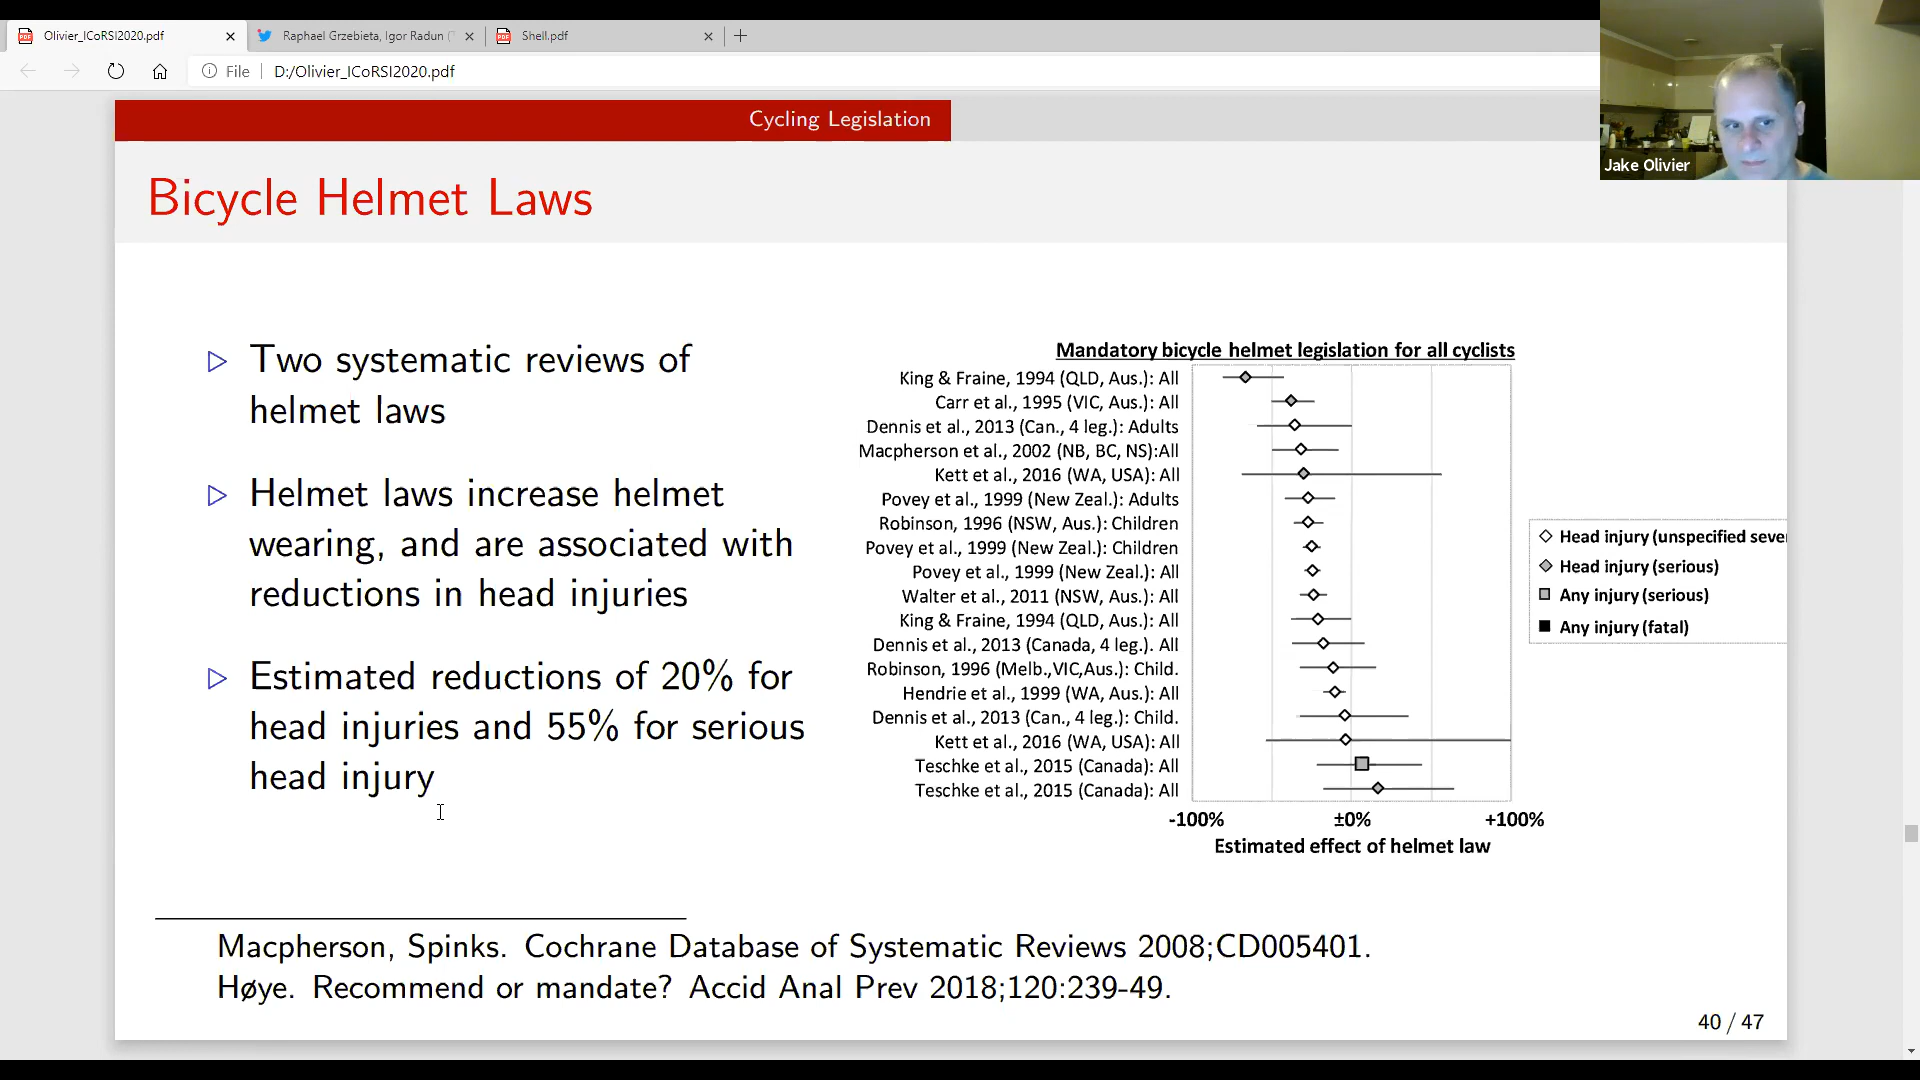 Olivier_ICoRSI2020.pdf
Raphael Grzebieta, Igor Radun
Shell.pdf
File
D:/Olivier_ICoRSI2020.pdf
Jake Olivier
Cycling Legislation
Bicycle Helmet Laws
Two systematic reviews of
helmet laws
Helmet laws increase helmet
wearing, and are associated with
reductions in head injuries
Estimated reductions of 20% for
head injuries and 55% for serious
head injury
Mandatory bicycle helmet legislation for all cyclists
King & Fraine, 1994 (QLD, Aus.): All
Carr et al., 1995 (VIC, Aus.): All
Dennis et al., 2013 (Can., 4 leg.): Adults
Macpherson et al., 2002 (NB, BC, NS):All
Kett et al., 2016 (WA, USA): All
Povey et al., 1999 (New Zeal.): Adults
Robinson, 1996 (NSW, Aus.): Children
Povey et al., 1999 (New Zeal.): Children
Povey et al., 1999 (New Zeal.): All
Walter et al., 2011 (NSW, Aus.): All
King & Fraine, 1994 (QLD, Aus.): All
Dennis et al., 2013 (Canada, 4 leg.). All
Robinson, 1996 (Melb.,VIC,Aus.): Child.
Hendrie et al., 1999 (WA, Aus.): All
Dennis et al., 2013 (Can., 4 leg.): Child.
Kett et al., 2016 (WA, USA): All
Teschke et al., 2015 (Canada): All
Teschke et al., 2015 (Canada): All
-100% ±0% +100%
Estimated effect of helmet law
Head injury (unspecified seve
Head injury (serious)
Any injury (serious)
Any injury (fatal)
Macpherson, Spinks. Cochrane Database of Systematic Reviews 2008;CD005401.
Høye. Recommend or mandate? Accid Anal Prev 2018;120:239-49.
40 / 47